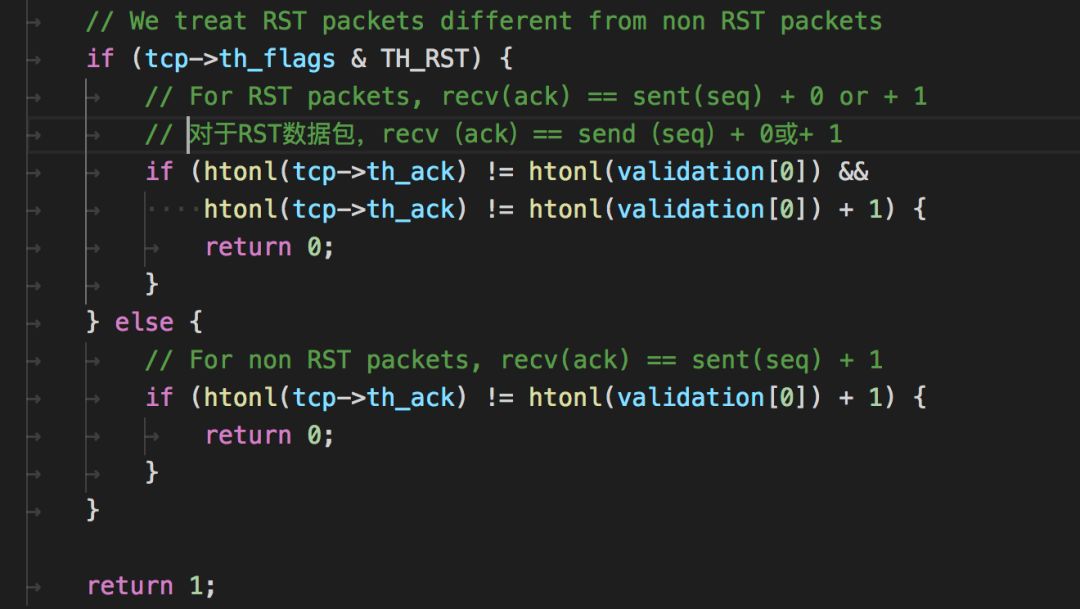 // We treat RST packets different from non RST packets
if (tcp->th_flags & TH_RST) {
// For RST packets, recv(ack) == sent(seq) + 0 or + 1
// 对于RST数据包，recv（ack）== send（seq）+ 0或+ 1
if (htonl(tcp->th_ack) != htonl(validation[0]) &&
htonl(tcp->th_ack) != htonl(validation[0]) + 1) {
return 0;
}
} else {
// For non RST packets, recv(ack) == sent(seq) + 1
if (htonl(tcp->th_ack) != htonl(validation[0]) + 1) {
return 0;
}
}
return 1;